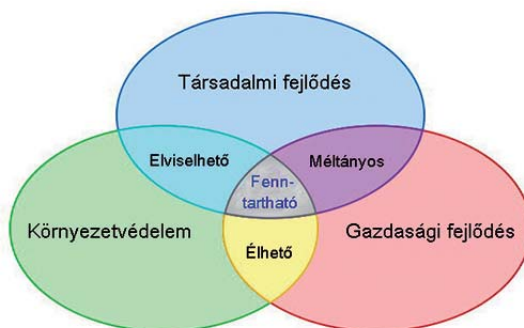 Társadalmi fejlődés
Elviselhető
Méltányos
Fenn-
tartható
Környezetvédelem
Gazdasági fejlődés
Élhető